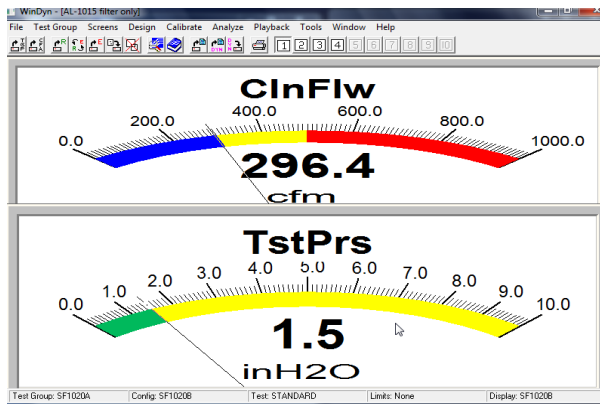 WinDyn - [AL-1015 filter only]
File Test Group Screens Design Calibrate Analyze Playback Tools Window Help
1 2 3 4 5 6 7 8 9 10
ClnFlw
0.0 200.0 400.0 600.0 800.0 1000.0
296.4
cfm
TstPrs
0.0 1.0 2.0 3.0 4.0 5.0 6.0 7.0 8.0 9.0 10.0
1.5
inH2O
Test Group: SF1020A Config: SF1020B Test: STANDARD Limits: None Display: SF1020B